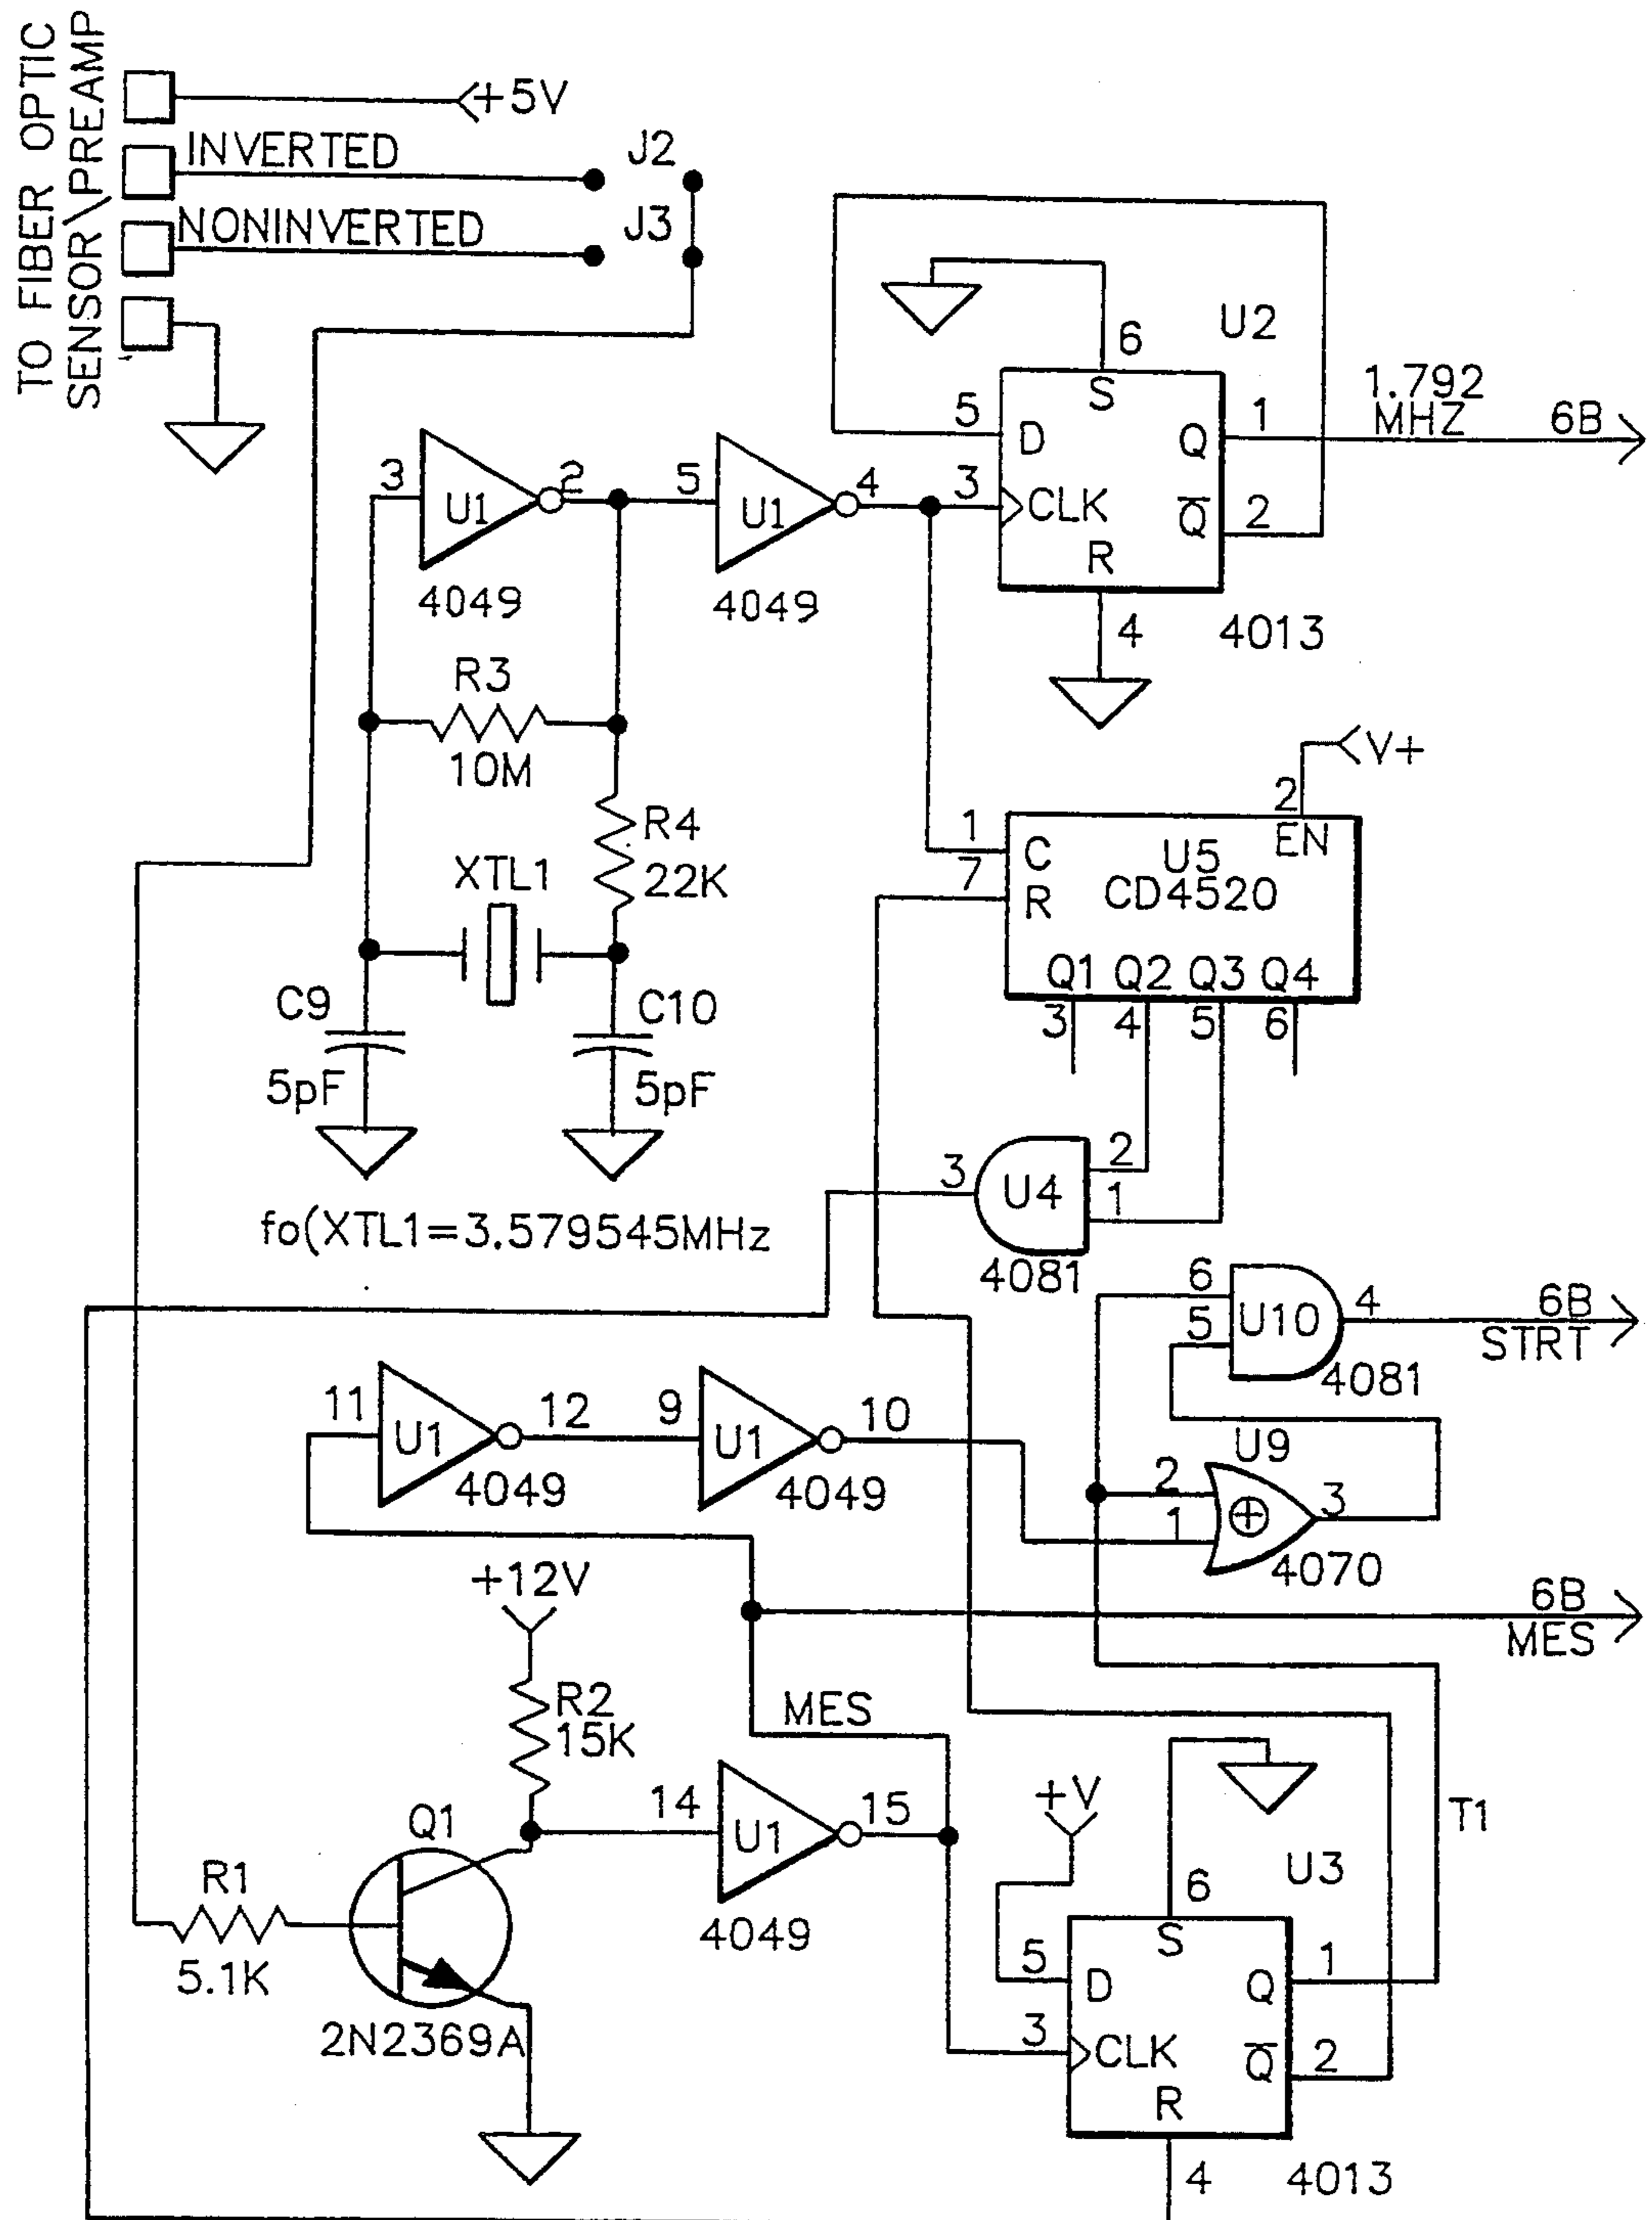 TO FIBER OPTIC
SENSOR\PREAMP
+5V
INVERTED
J2
NONINVERTED
J3
U2
6
S
5
D
Q
1
1.792
MHZ
6B
3
CLK
Q̅
2
R
4
4013
3
U1
2
4049
5
U1
4
4049
R3
10M
R4
22K
XTL1
C9
5pF
C10
5pF
fo(XTL1=3.579545MHz
V+
2
EN
1
C
U5
7
R
CD4520
Q1
Q2
Q3
Q4
3
4
5
6
3
U4
2
1
4081
6
5
U10
4
6B
STRT
4081
11
U1
12
4049
9
U1
10
4049
U9
2
1
3
4070
6B
MES
+12V
R2
15K
MES
Q1
14
U1
15
4049
R1
5.1K
2N2369A
+V
T1
U3
6
S
5
D
Q
1
3
CLK
Q̅
2
R
4
4013